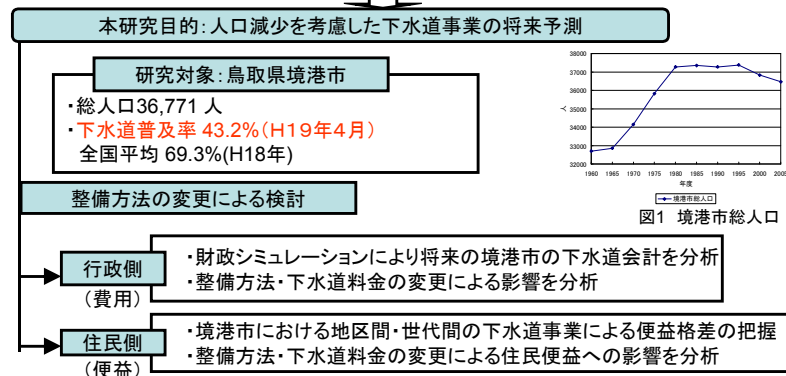 本研究目的:人口減少を考慮した下水道事業の将来予測
研究対象:鳥取県境港市
・総人口36,771 人
・下水道普及率 43.2%(H19年4月)
全国平均 69.3%(H18年)
38000
37000
36000
35000
34000
33000
32000
人
1960 1965 1970 1975 1980 1985 1990 1995 2000 2005
年度
境港市総人口
図1 境港市総人口
整備方法の変更による検討
行政側
(費用)
・財政シミュレーションにより将来の境港市の下水道会計を分析
・整備方法・下水道料金の変更による影響を分析
住民側
(便益)
・境港市における地区間・世代間の下水道事業による便益格差の把握
・整備方法・下水道料金の変更による住民便益への影響を分析